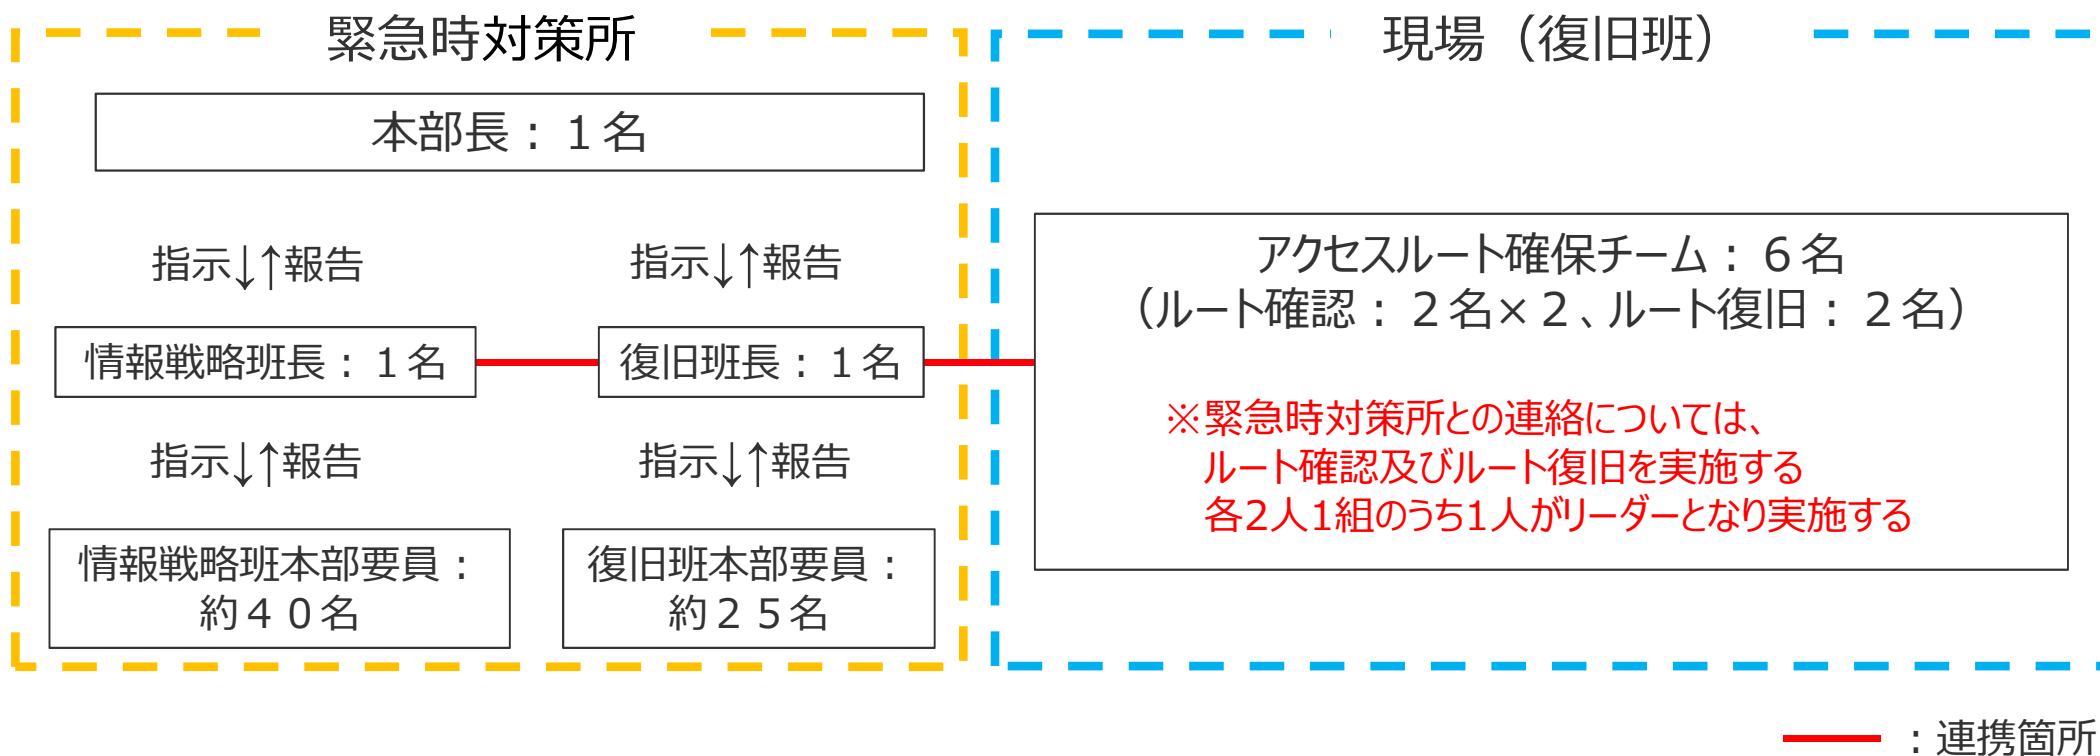 緊急時対策所
本部長：１名
指示↓↑報告
指示↓↑報告
情報戦略班長：１名
復旧班長：１名
指示↓↑報告
指示↓↑報告
情報戦略班本部要員：
約４０名
復旧班本部要員：
約２５名
現場（復旧班）
アクセスルート確保チーム：６名
（ルート確認：２名×２、ルート復旧：２名）
※緊急時対策所との連絡については、
ルート確認及びルート復旧を実施する
各2人1組のうち1人がリーダーとなり実施する
：連携箇所